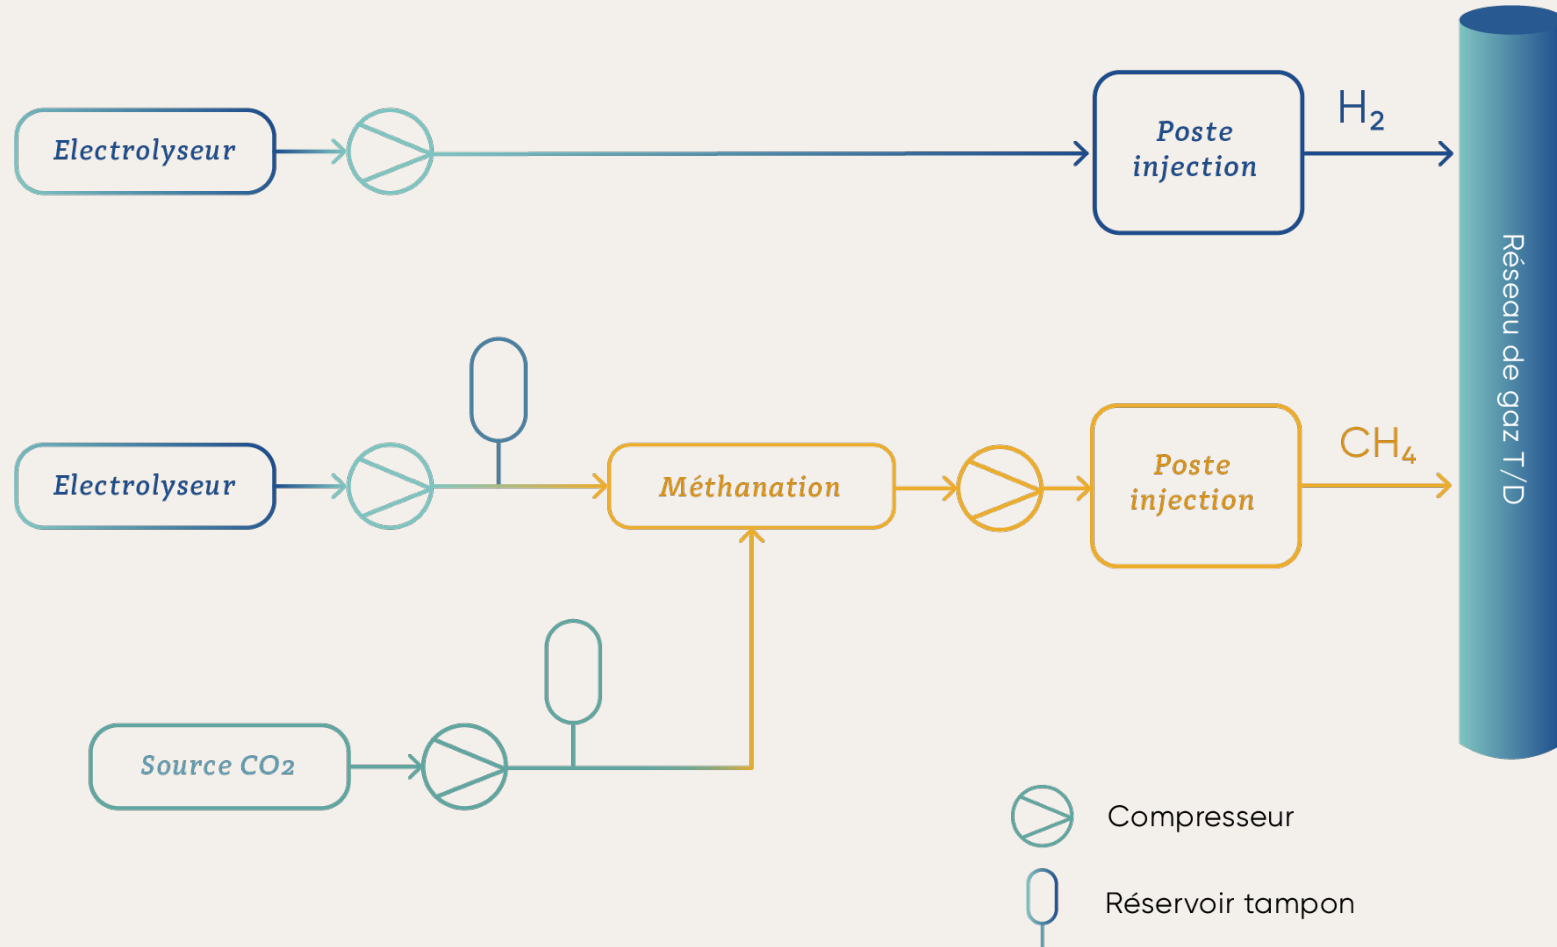 Electrolyseur
Poste
injection
H₂
Réseau de gaz T/D
Electrolyseur
Méthanation
Poste
injection
CH₄
Source CO2
Compresseur
Réservoir tampon